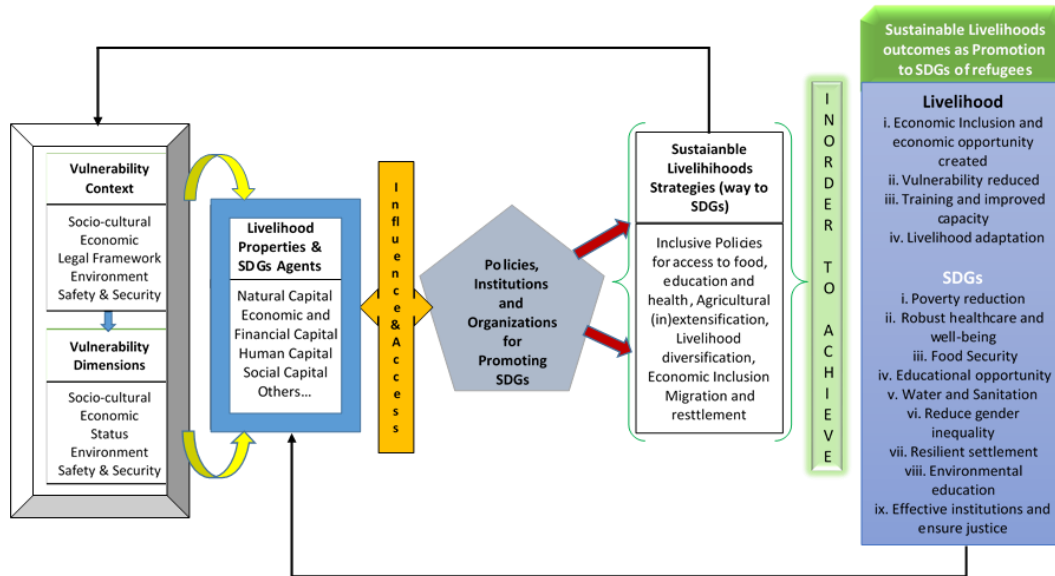 Vulnerability
Context
Socio-cultural
Economic
Legal Framework
Environment
Safety & Security
Vulnerability
Dimensions
Socio-cultural
Economic
Status
Environment
Safety & Security
Livelihood
Properties &
SDGs Agents
Natural Capital
Economic and
Financial Capital
Human Capital
Social Capital
Others...
Influence&Access
Policies,
Institutions
and
Organizations
for
Promoting
SDGs
Sustaianble
Livelihihoods
Strategies (way to
SDGs)
Inclusive Policies
for access to food,
education and
health, Agricultural
(in)extensification,
Livelihood
diversification,
Economic Inclusion
Migration and
resttlement
INORDER TO ACHIEVE
Sustainable Livelihoods
outcomes as Promotion
to SDGs of refugees
Livelihood
i. Economic Inclusion and
economic opportunity
created
ii. Vulnerability reduced
iii. Training and improved
capacity
iv. Livelihood adaptation
SDGs
i. Poverty reduction
ii. Robust healthcare and
well-being
iii. Food Security
iv. Educational opportunity
v. Water and Sanitation
vi. Reduce gender
inequality
vii. Resilient settlement
viii. Environmental
education
ix. Effective institutions and
ensure justice